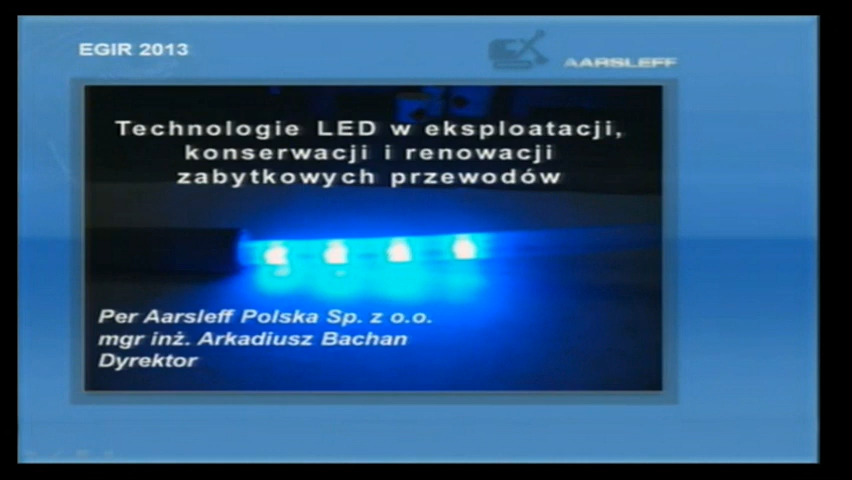 EGIR 2013
AARSLEFF
Technologie LED w eksploatacji,
konserwacji i renowacji
zabytkowych przewodów
Per Aarsleff Polska Sp. z o.o.
mgr inż. Arkadiusz Bachan
Dyrektor